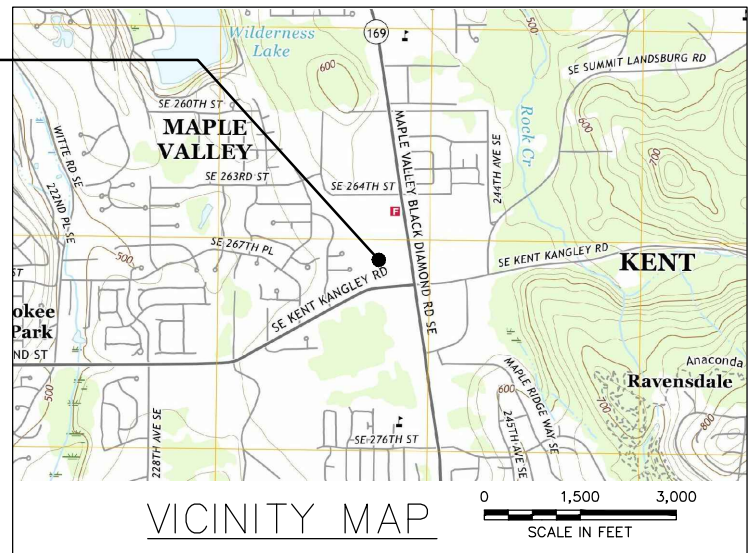 Wilderness
Lake
169
500
600
SE SUMMIT LANDSBURG RD
SE 260TH ST
MAPLE
VALLEY
MAPLE VALLEY BLACK DIAMOND RD SE
Rock Cr
600
WITTE RD SE
222ND PL SE
700
244TH AVE SE
SE 263RD ST
SE 264TH ST
F
SE 267TH PL
500
SE KENT KANGLEY RD
KENT
ST
SE KENT KANGLEY RD
okee
Park
ND ST
Anaconda
Ravensdale
MAPLE RIDGE WAY SE
600
500
700
800
228TH AVE SE
245TH AVE SE
SE 276TH ST
VICINITY MAP
0 1,500 3,000
SCALE IN FEET